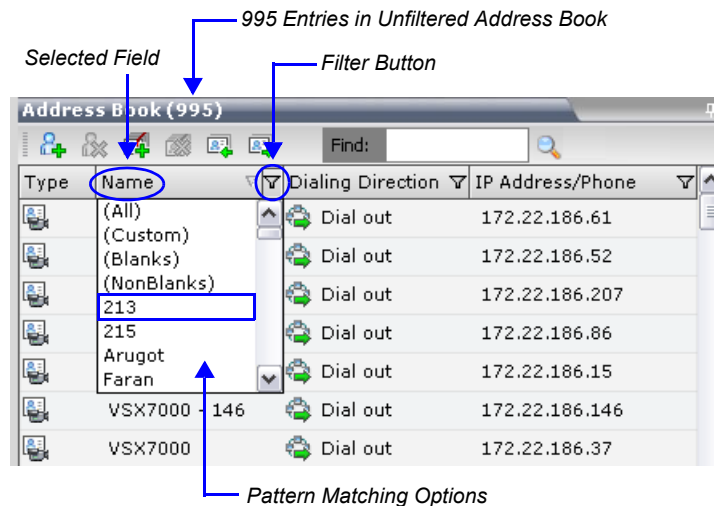 995 Entries in Unfiltered Address Book
Selected Field
Filter Button
Address Book (995)
Find:
Type Name Dialing Direction IP Address/Phone
(All)
(Custom)
(Blanks)
(NonBlanks)
213
215
Arugot
Faran
Dial out 172.22.186.61
Dial out 172.22.186.52
Dial out 172.22.186.207
Dial out 172.22.186.86
Dial out 172.22.186.15
VSX7000 - 146 Dial out 172.22.186.146
VSX7000 Dial out 172.22.186.37
Pattern Matching Options